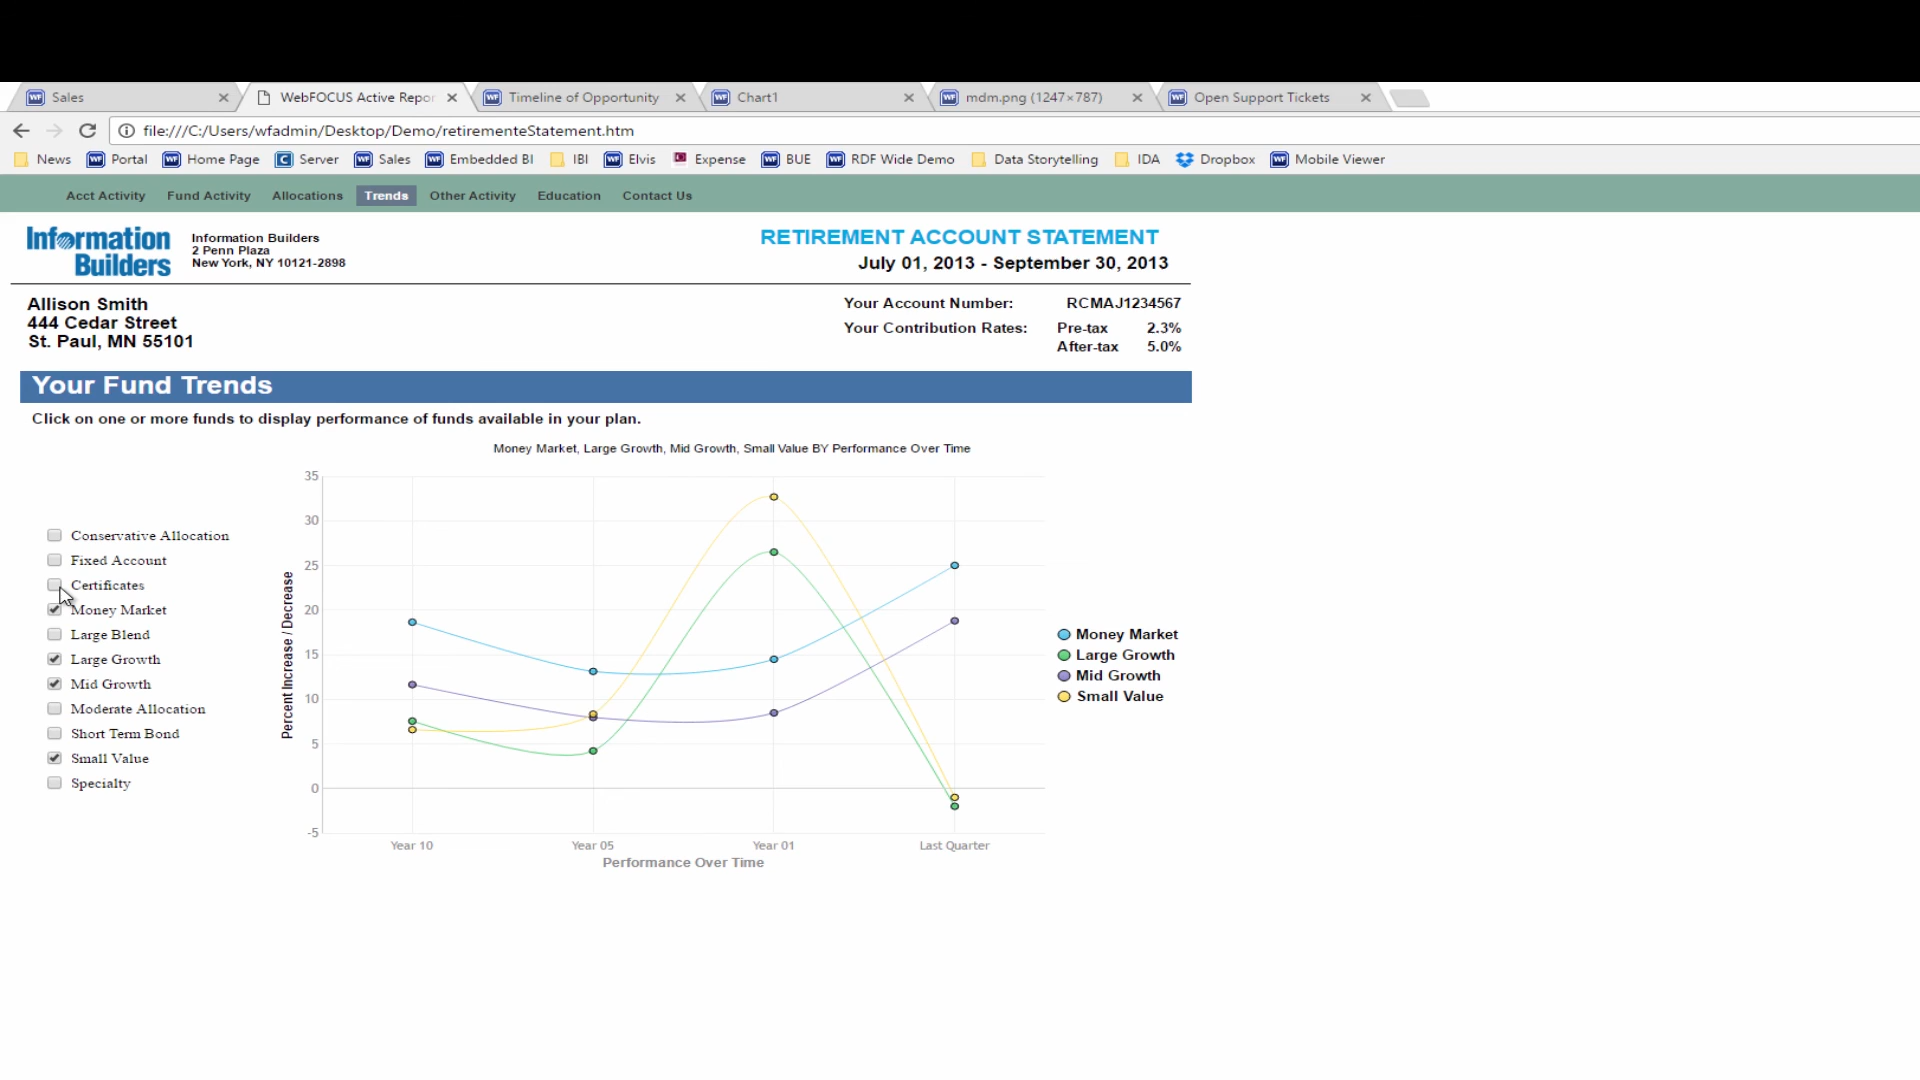 Sales
WebFOCUS Active Repor
Timeline of Opportunity
Chart1
mdm.png (1247×787)
Open Support Tickets
file:///C:/Users/wfadmin/Desktop/Demo/retirementeStatement.htm
News Portal Home Page Server Sales Embedded BI IBI Elvis Expense BUE RDF Wide Demo Data Storytelling IDA Dropbox Mobile Viewer
Acct Activity Fund Activity Allocations Trends Other Activity Education Contact Us
Information Builders
Information Builders
2 Penn Plaza
New York, NY 10121-2898
RETIREMENT ACCOUNT STATEMENT
July 01, 2013 - September 30, 2013
Allison Smith
444 Cedar Street
St. Paul, MN 55101
Your Account Number: RCMAJ1234567
Your Contribution Rates: Pre-tax 2.3%
After-tax 5.0%
Your Fund Trends
Click on one or more funds to display performance of funds available in your plan.
Conservative Allocation
Fixed Account
Certificates
Money Market
Large Blend
Large Growth
Mid Growth
Moderate Allocation
Short Term Bond
Small Value
Specialty
Money Market, Large Growth, Mid Growth, Small Value BY Performance Over Time
Percent Increase / Decrease
35
30
25
20
15
10
5
0
-5
Year 10 Year 05 Year 01 Last Quarter
Performance Over Time
Money Market
Large Growth
Mid Growth
Small Value